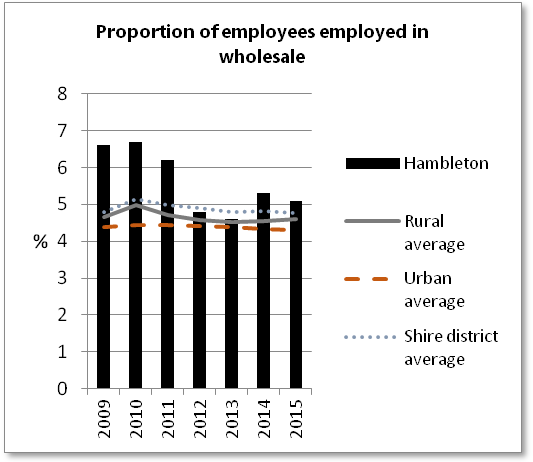 Proportion of employees employed in
wholesale
8
7
6
5
4
3
2
1
0
%
2009
2010
2011
2012
2013
2014
2015
Hambleton
Rural
average
Urban
average
Shire district
average